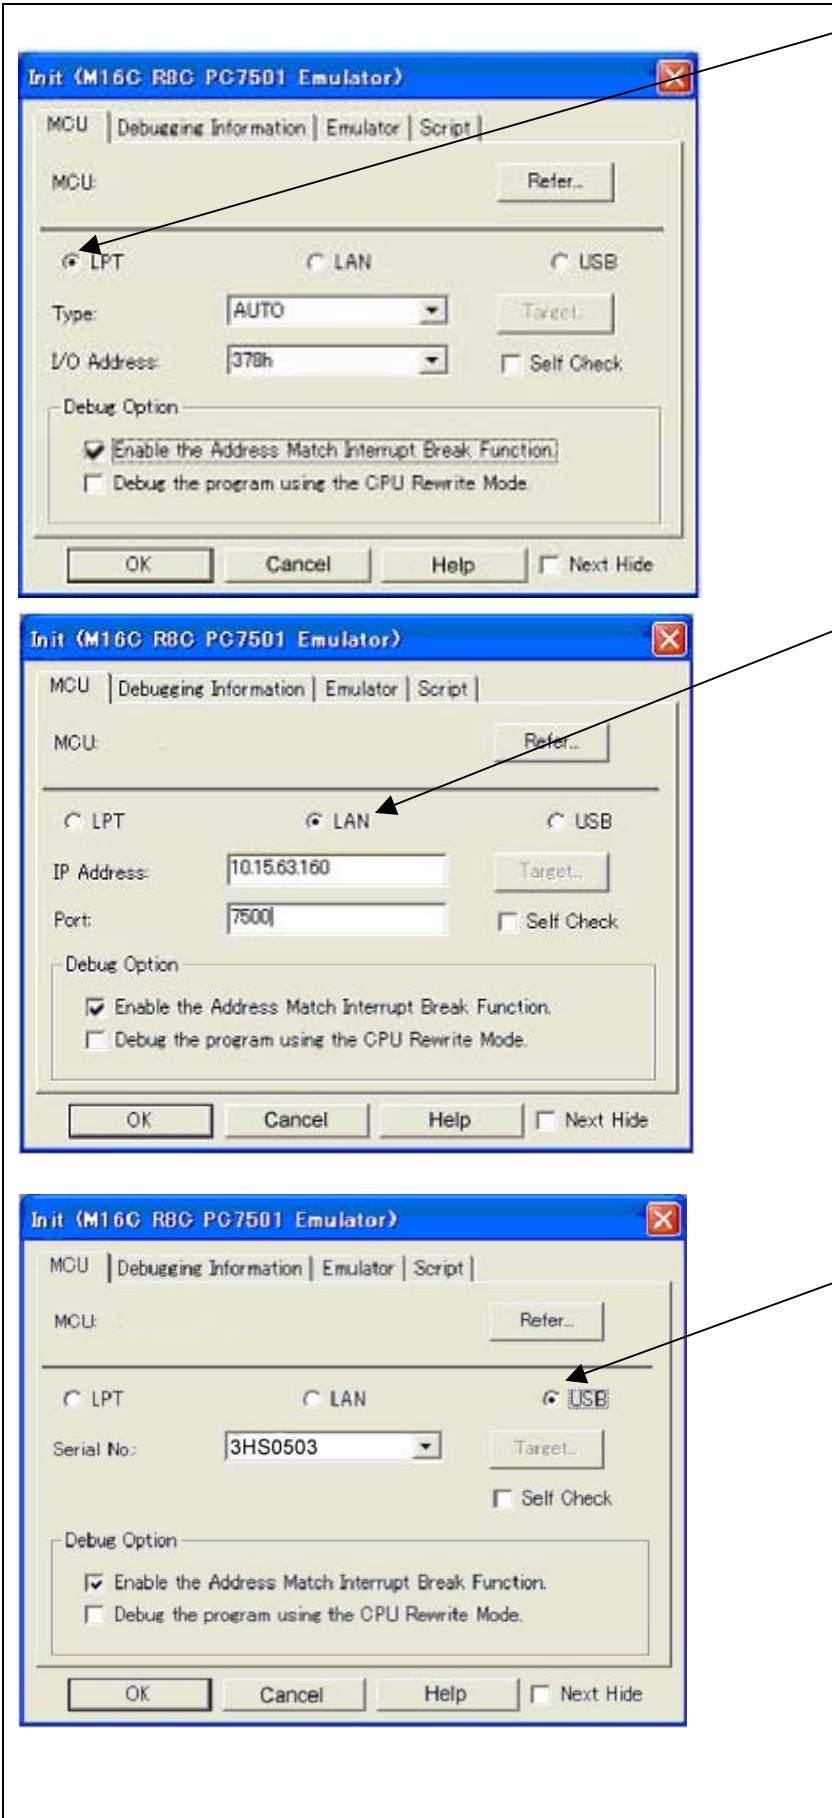 Init (M16C R8C PC7501 Emulator)
MCU Debugging Information Emulator Script
MCU: Refer...
LPT LAN USB
Type: AUTO Target...
I/O Address: 378h Self Check
Debug Option
Enable the Address Match Interrupt Break Function.
Debug the program using the CPU Rewrite Mode.
OK Cancel Help Next Hide
Init (M16C R8C PC7501 Emulator)
MCU Debugging Information Emulator Script
MCU: Refer...
LPT LAN USB
IP Address: 10.15.63.160 Target...
Port: 7500 Self Check
Debug Option
Enable the Address Match Interrupt Break Function.
Debug the program using the CPU Rewrite Mode.
OK Cancel Help Next Hide
Init (M16C R8C PC7501 Emulator)
MCU Debugging Information Emulator Script
MCU: Refer...
LPT LAN USB
Serial No.: 3HS0503 Target...
Self Check
Debug Option
Enable the Address Match Interrupt Break Function.
Debug the program using the CPU Rewrite Mode.
OK Cancel Help Next Hide